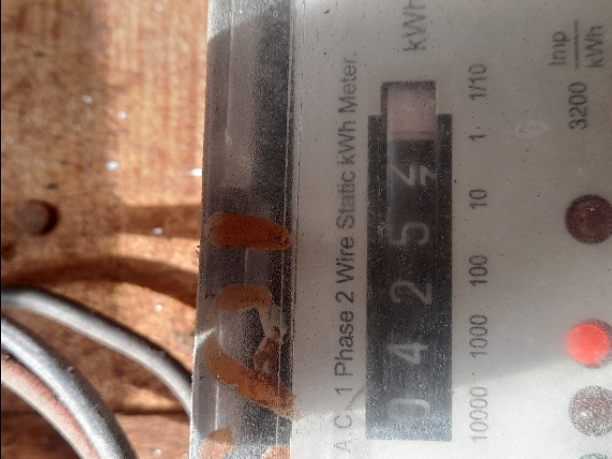 kWh
A.C. 1 Phase 2 Wire Static kWh Meter.
0 4 2 5
10000 1000 100 10 1 1/10
3200 Imp
kWh